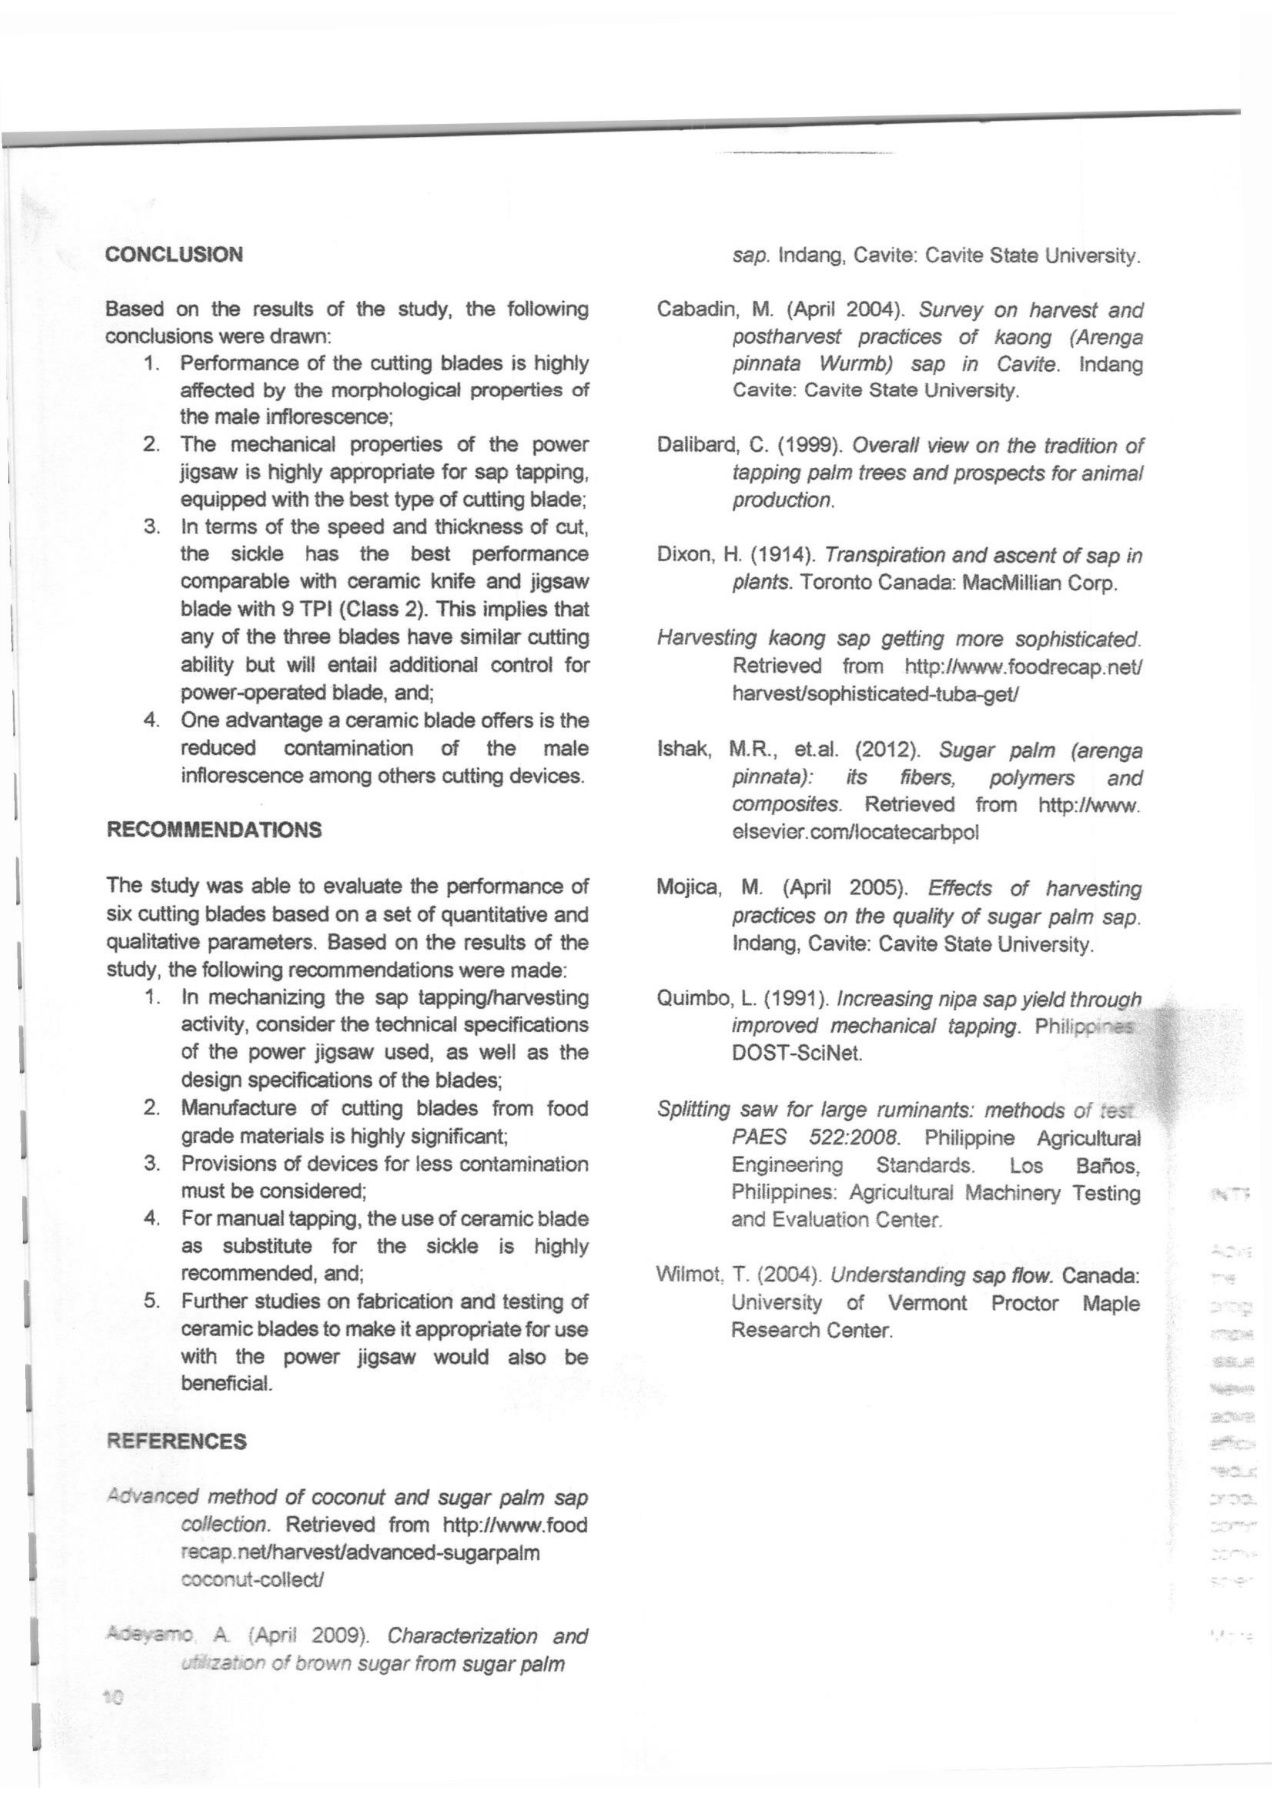 CONCLUSION
Based on the results of the study, the following
conclusions were drawn:
1. Performance of the cutting blades is highly
affected by the morphological properties of
the male inflorescence;
2. The mechanical properties of the power
jigsaw is highly appropriate for sap tapping,
equipped with the best type of cutting blade;
3. In terms of the speed and thickness of cut,
the sickle has the best performance
comparable with ceramic knife and jigsaw
blade with 9 TPI (Class 2). This implies that
any of the three blades have similar cutting
ability but will entail additional control for
power-operated blade, and;
4. One advantage a ceramic blade offers is the
reduced contamination of the male
inflorescence among others cutting devices.
RECOMMENDATIONS
The study was able to evaluate the performance of
six cutting blades based on a set of quantitative and
qualitative parameters. Based on the results of the
study, the following recommendations were made:
1. In mechanizing the sap tapping/harvesting
activity, consider the technical specifications
of the power jigsaw used, as well as the
design specifications of the blades;
2. Manufacture of cutting blades from food
grade materials is highly significant;
3. Provisions of devices for less contamination
must be considered;
4. For manual tapping, the use of ceramic blade
as substitute for the sickle is highly
recommended, and;
5. Further studies on fabrication and testing of
ceramic blades to make it appropriate for use
with the power jigsaw would also be
beneficial.
REFERENCES
Advanced method of coconut and sugar palm sap
collection. Retrieved from http://www.food
recap.net/harvest/advanced-sugarpalm
coconut-collect/
Adeyamo, A. (April 2009). Characterization and
utilization of brown sugar from sugar palm
10
sap. Indang, Cavite: Cavite State University.
Cabadin, M. (April 2004). Survey on harvest and
postharvest practices of kaong (Arenga
pinnata Wurmb) sap in Cavite. Indang
Cavite: Cavite State University.
Dalibard, C. (1999). Overall view on the tradition of
tapping palm trees and prospects for animal
production.
Dixon, H. (1914). Transpiration and ascent of sap in
plants. Toronto Canada: MacMillian Corp.
Harvesting kaong sap getting more sophisticated.
Retrieved from http://www.foodrecap.net/
harvest/sophisticated-tuba-get/
Ishak, M.R., et.al. (2012). Sugar palm (arenga
pinnata): its fibers, polymers and
composites. Retrieved from http://www.
elsevier.com/locatecarbpol
Mojica, M. (April 2005). Effects of harvesting
practices on the quality of sugar palm sap.
Indang, Cavite: Cavite State University.
Quimbo, L. (1991). Increasing nipa sap yield through
improved mechanical tapping. Philippines:
DOST-SciNet.
Splitting saw for large ruminants: methods of test.
PAES 522:2008. Philippine Agricultural
Engineering Standards. Los Baños,
Philippines: Agricultural Machinery Testing
and Evaluation Center.
Wilmot, T. (2004). Understanding sap flow. Canada:
University of Vermont Proctor Maple
Research Center.